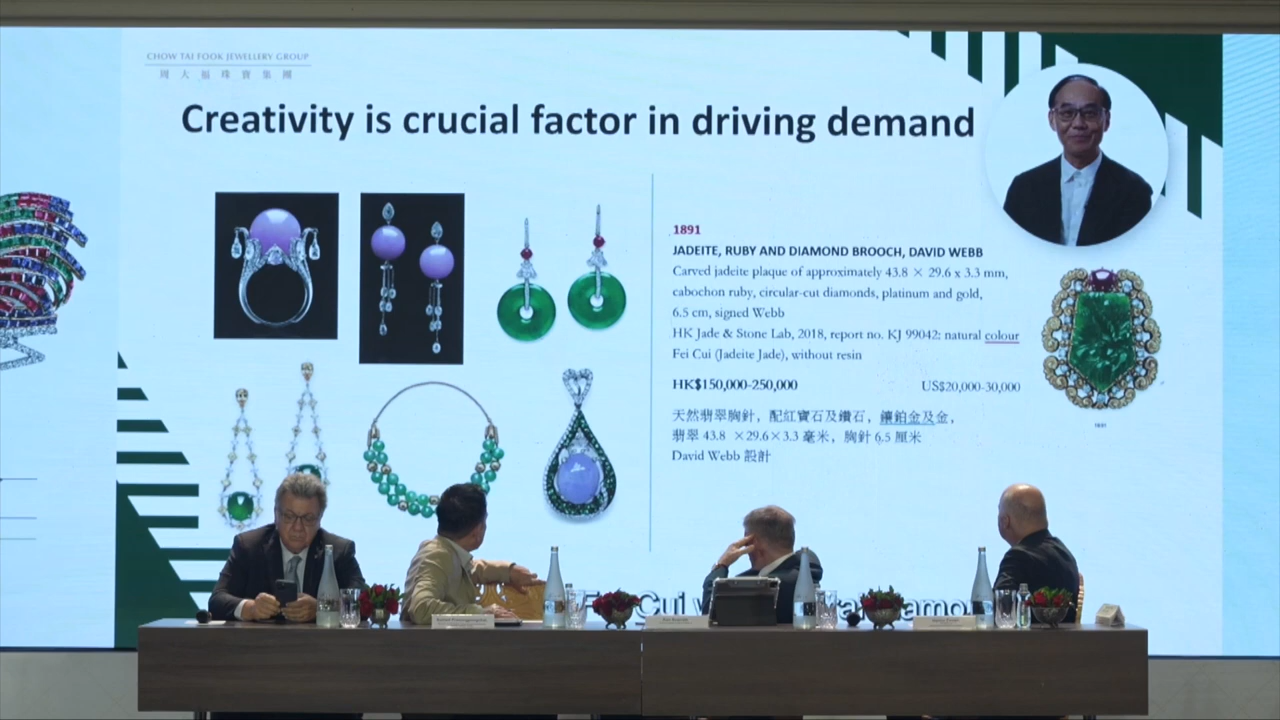 CHOW TAI FOOK JEWELLERY GROUP
周大福珠寶集團
Creativity is crucial factor in driving demand
1891
JADEITE, RUBY AND DIAMOND BROOCH, DAVID WEBB
Carved jadeite plaque of approximately 43.8 × 29.6 x 3.3 mm,
cabochon ruby, circular-cut diamonds, platinum and gold,
6.5 cm, signed Webb
HK Jade & Stone Lab, 2018, report no. KJ 99042: natural colour
Fei Cui (Jadeite Jade), without resin
HK$150,000-250,000 US$20,000-30,000
天然翡翠胸針，配紅寶石及鑽石，鑲鉑金及金，
翡翠 43.8 ×29.6×3.3 毫米，胸針 6.5 厘米
David Webb 設計
1891
Cui